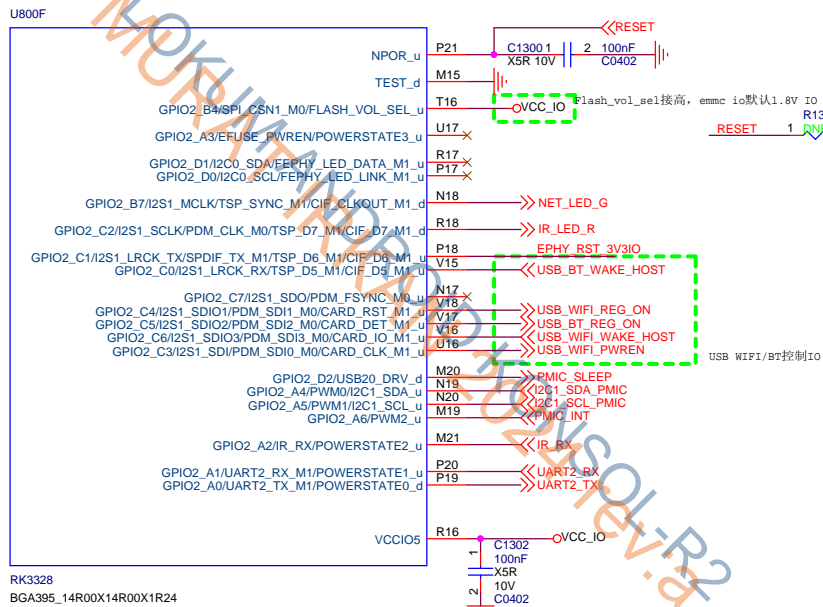 U800F
NPOR_u P21 RESET
C1300 1 2 100nF
X5R 10V C0402
TEST_d M15
GPIO2_B4/SPI_CSN1_M0/FLASH_VOL_SEL_u T16 VCC_IO Flash_vol_sel接高，emmc io默认1.8V IO
R13
RESET 1 DNI
GPIO2_A3/EFUSE_PWREN/POWERSTATE3_u U17
GPIO2_D1/I2C0_SDA/FEPHY_LED_DATA_M1_u R17
GPIO2_D0/I2C0_SCL/FEPHY_LED_LINK_M1_u P17
GPIO2_B7/I2S1_MCLK/TSP_SYNC_M1/CIF_CLKOUT_M1_d N18 NET_LED_G
GPIO2_C2/I2S1_SCLK/PDM_CLK_M0/TSP_D7_M1/CIF_D7_M1_d R18 IR_LED_R
GPIO2_C1/I2S1_LRCK_TX/SPDIF_TX_M1/TSP_D6_M1/CIF_D6_M1_u P18 EPHY_RST_3V3IO
GPIO2_C0/I2S1_LRCK_RX/TSP_D5_M1/CIF_D5_M1_u V15 USB_BT_WAKE_HOST
GPIO2_C7/I2S1_SDO/PDM_FSYNC_M0_u N17
GPIO2_C4/I2S1_SDIO1/PDM_SDI1_M0/CARD_RST_M1_u V18 USB_WIFI_REG_ON
GPIO2_C5/I2S1_SDIO2/PDM_SDI2_M0/CARD_DET_M1_u V17 USB_BT_REG_ON
GPIO2_C6/I2S1_SDIO3/PDM_SDI3_M0/CARD_IO_M1_u V16 USB_WIFI_WAKE_HOST
GPIO2_C3/I2S1_SDI/PDM_SDI0_M0/CARD_CLK_M1_u U16 USB_WIFI_PWREN
USB WIFI/BT控制IO
GPIO2_D2/USB20_DRV_d M20 PMIC_SLEEP
GPIO2_A4/PWM0/I2C1_SDA_u N19 I2C1_SDA_PMIC
GPIO2_A5/PWM1/I2C1_SCL_u N20 I2C1_SCL_PMIC
GPIO2_A6/PWM2_u M19 PMIC_INT
GPIO2_A2/IR_RX/POWERSTATE2_u M21 IR_RX
GPIO2_A1/UART2_RX_M1/POWERSTATE1_u P20 UART2_RX
GPIO2_A0/UART2_TX_M1/POWERSTATE0_d P19 UART2_TX
VCCIO5 R16 VCC_IO
1 C1302
100nF
X5R
10V
2 C0402
RK3328
BGA395_14R00X14R00X1R24
LOKUM ANDROID KONSOL-R2